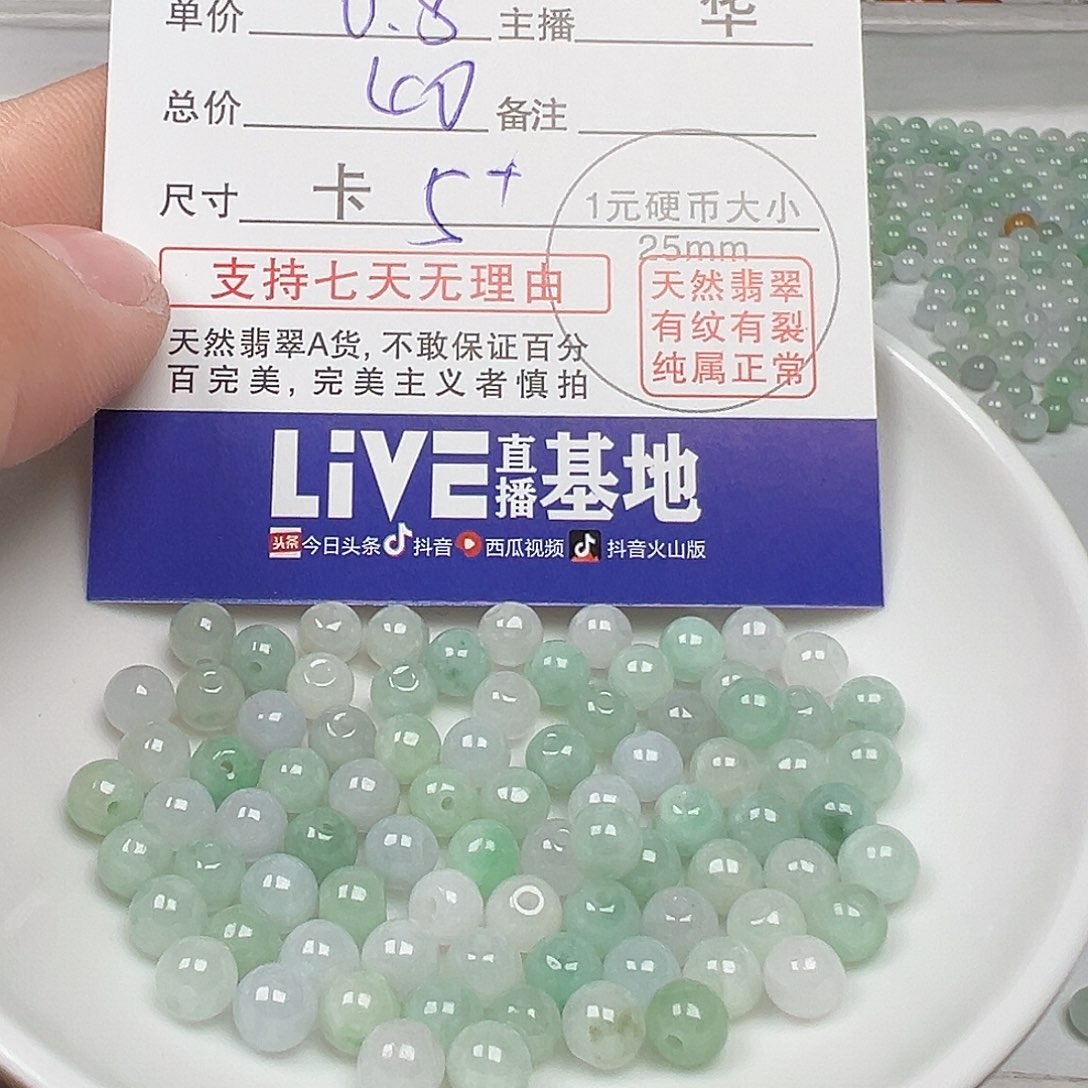 单价 0.8 主播 华
总价 60 备注
尺寸 卡 5+
1元硬币大小
25mm
支持七天无理由
天然翡翠
有纹有裂
纯属正常
天然翡翠A货, 不敢保证百分
百完美, 完美主义者慎拍
LiVE 直播 基地
头条 今日头条 抖音 西瓜视频 抖音火山版